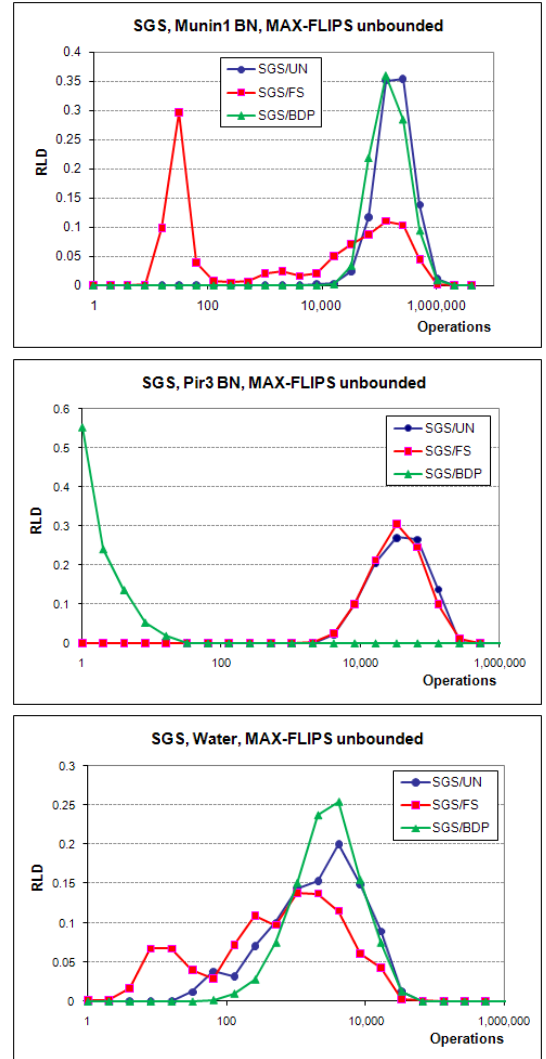 SGS, Munin1 BN, MAX-FLIPS unbounded
0.4
0.35
0.3
0.25
0.2
0.15
0.1
0.05
0
RLD
SGS/UN
SGS/FS
SGS/BDP
1 100 10,000 1,000,000
Operations
SGS, Pir3 BN, MAX-FLIPS unbounded
0.6
0.5
0.4
0.3
0.2
0.1
0
RLD
SGS/UN
SGS/FS
SGS/BDP
1 100 10,000 1,000,000
Operations
SGS, Water, MAX-FLIPS unbounded
0.3
0.25
0.2
0.15
0.1
0.05
0
RLD
SGS/UN
SGS/FS
SGS/BDP
1 100 10,000 1,000,000
Operations